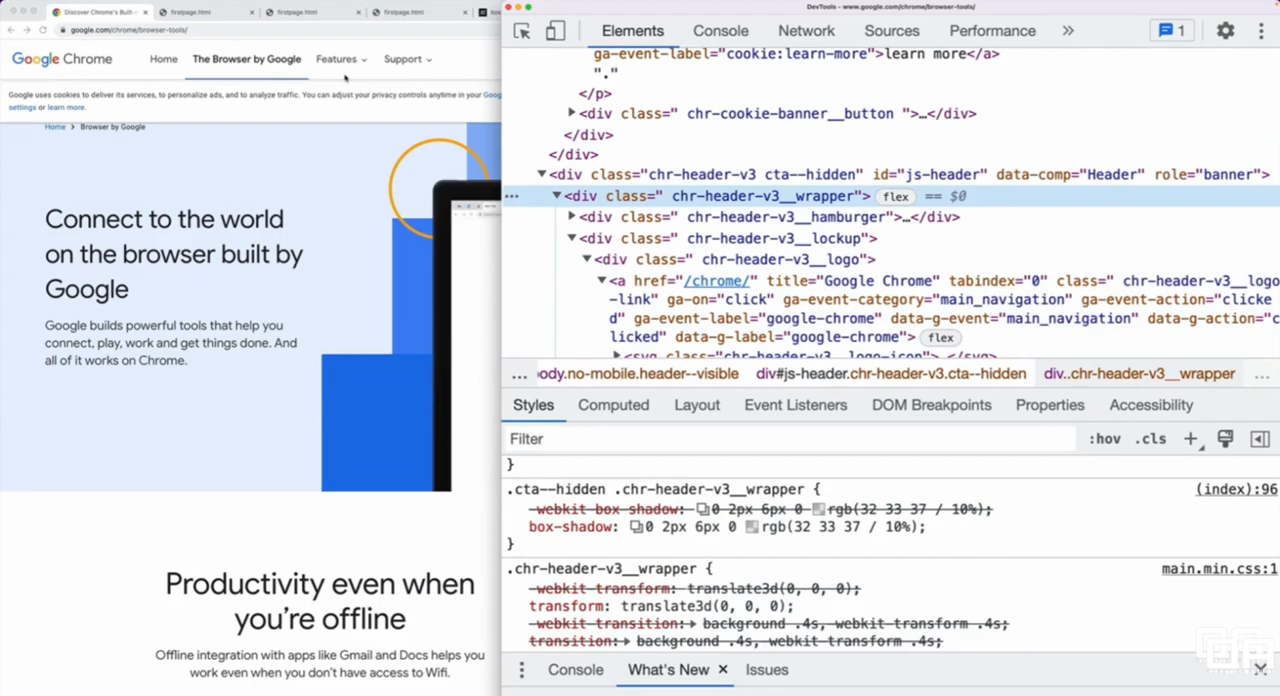 Discover Chrome's Built-i
firstpage.html
firstpage.html
firstpage.html
google.com/chrome/browser-tools/
Google Chrome
Home
The Browser by Google
Features
Support
Google uses cookies to deliver its services, to personalize ads, and to analyze traffic. You can adjust your privacy controls anytime in your Goog
settings or learn more.
Home > Browser by Google
Connect to the world
on the browser built by
Google
Google builds powerful tools that help you
connect, play, work and get things done. And
all of it works on Chrome.
Productivity even when
you're offline
Offline integration with apps like Gmail and Docs helps you
work even when you don't have access to Wifi.
DevTools - www.google.com/chrome/browser-tools/
Elements Console Network Sources Performance » 1
ga-event-label="cookie:learn-more">learn more</a>
"."
</p>
<div class=" chr-cookie-banner__button ">…</div>
</div>
</div>
<div class="chr-header-v3 cta--hidden" id="js-header" data-comp="Header" role="banner">
... <div class=" chr-header-v3__wrapper"> flex == $0
<div class=" chr-header-v3__hamburger">…</div>
<div class=" chr-header-v3__lockup">
<div class=" chr-header-v3__logo">
<a href="/chrome/" title="Google Chrome" tabindex="0" class=" chr-header-v3__logo
-link" ga-on="click" ga-event-category="main_navigation" ga-event-action="clicke
d" ga-event-label="google-chrome" data-g-event="main_navigation" data-g-action="c
licked" data-g-label="google-chrome"> flex
<svg class="chr-header-v3__logo-icon">…</svg>
... ody.no-mobile.header--visible div#js-header.chr-header-v3.cta--hidden div..chr-header-v3__wrapper ...
Styles Computed Layout Event Listeners DOM Breakpoints Properties Accessibility
Filter :hov .cls +
}
.cta--hidden .chr-header-v3__wrapper { (index):96
-webkit-box-shadow: 0 2px 6px 0 rgb(32 33 37 / 10%);
box-shadow: 0 2px 6px 0 rgb(32 33 37 / 10%);
}
.chr-header-v3__wrapper { main.min.css:1
-webkit-transform: translate3d(0, 0, 0);
transform: translate3d(0, 0, 0);
-webkit-transition: background .4s, webkit-transform .4s;
transition: background .4s, webkit-transform .4s;
Console What's New × Issues